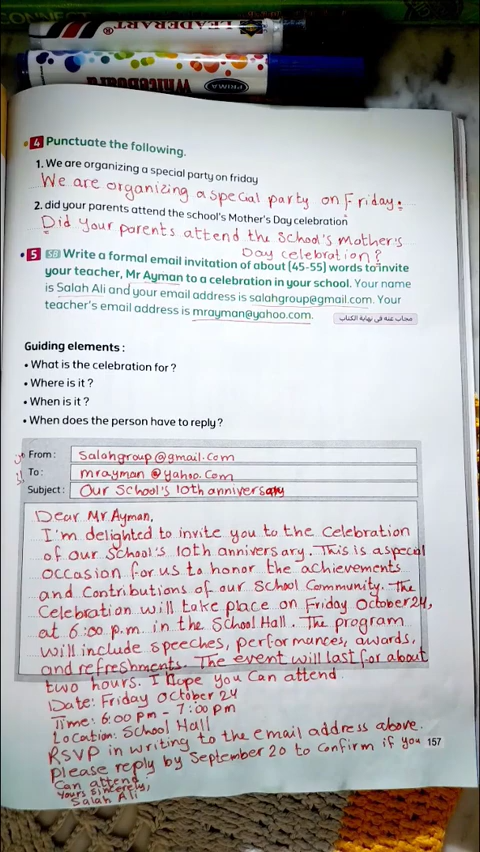 LEADERART®
Whiteboard
PRIMA
4 Punctuate the following.
1. We are organizing a special party on friday
We are organizing a special party on Friday.
2. did your parents attend the school's Mother's Day celebration
Did your parents attend the school's mother's
Day celebration?
5 Write a formal email invitation of about (45-55) words to invite
your teacher, Mr Ayman to a celebration in your school. Your name
is Salah Ali and your email address is salahgroup@gmail.com. Your
teacher's email address is mrayman@yahoo.com.
مجاب عنه في نهاية الكتاب
Guiding elements :
• What is the celebration for ?
• Where is it ?
• When is it ?
• When does the person have to reply ?
From : Salahgroup@gmail.com
To : mrayman@yahoo.com
Subject : Our School's 10th anniversary
Dear Mr Ayman,
I'm delighted to invite you to the Celebration
of our School's 10th anniversary. This is a special
occasion for us to honor the achievements
and contributions of our School Community. The
Celebration will take place on Friday October 24,
at 6:00 p.m in the School Hall. The program
will include speeches, performances, awards,
and refreshments. The event will last for about
two hours. I hope you Can attend.
Date: Friday October 24
Time: 6:00 pm - 7:00 pm
Location: School Hall
RSVP in writing to the email address above.
Please reply by September 20 to confirm if you
Can attend
Yours sincerely,
Salah Ali
157